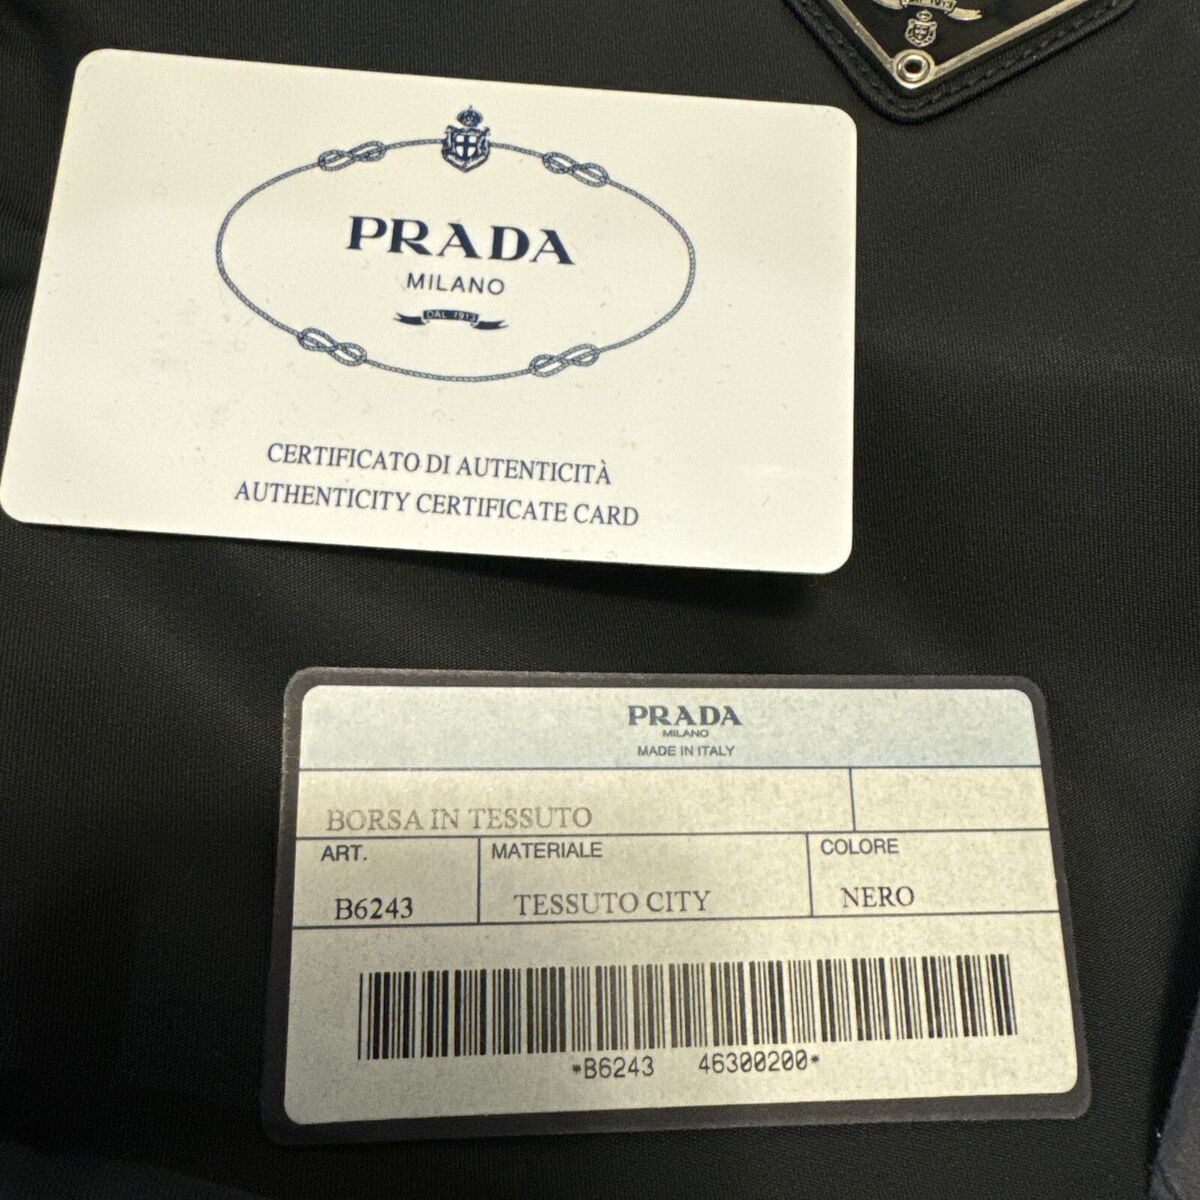 PRADA
MILANO
DAL 1913
CERTIFICATO DI AUTENTICITÀ
AUTHENTICITY CERTIFICATE CARD
PRADA
MILANO
MADE IN ITALY
BORSA IN TESSUTO
ART. MATERIALE COLORE
B6243 TESSUTO CITY NERO
*B6243 46300200*